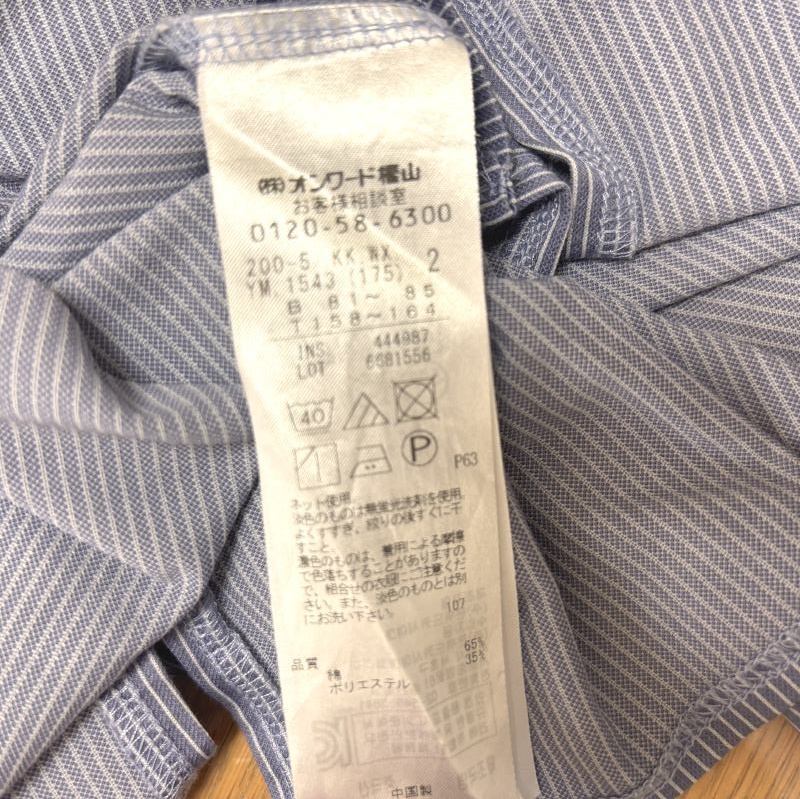 ㈱オンワード樫山
お客様相談室
0120-58-6300
200-5, KK, WX, 2
YM, 1543 (175)
B 81～ 85
T 158～164
INS 444987
LOT 6681556
40
P
P63
ネット使用
淡色のものは無蛍光洗剤を使用
よくすすぎ、絞りの後すぐに干
すこと、
濃色のものは、着用による摩擦
で色落ちすることがありますの
で、組合せの衣服にご注意くだ
さい。また、淡色のものとは別
にお洗い下さい。 107
品質
綿 65%
ポリエステル 35%
中国製